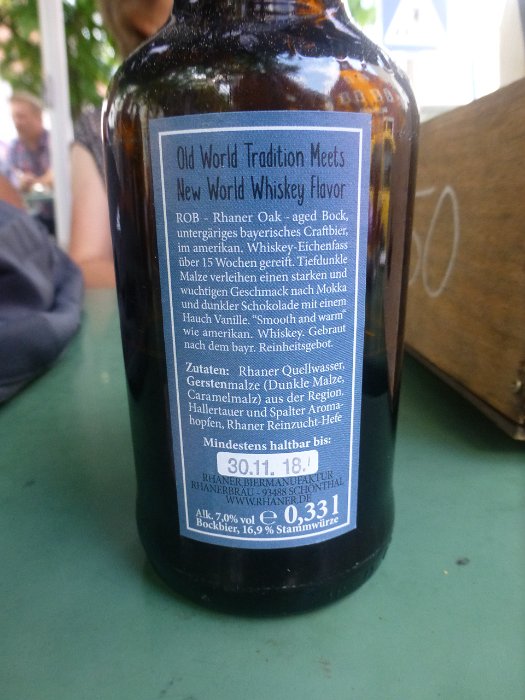 Old World Tradition Meets
New World Whiskey Flavor
ROB - Rhaner Oak - aged Bock,
untergäriges bayerisches Craftbier,
im amerikan. Whiskey-Eichenfass
über 15 Wochen gereift. Tiefdunkle
Malze verleihen einen starken und
wuchtigen Geschmack nach Mokka
und dunkler Schokolade mit einem
Hauch Vanille. "Smooth and warm"
wie amerikan. Whiskey. Gebraut
nach dem bayr. Reinheitsgebot.
Zutaten: Rhaner Quellwasser,
Gerstenmalze (Dunkle Malze,
Caramelmalz) aus der Region.
Hallertauer und Spalter Aroma-
hopfen, Rhaner Reinzucht-Hefe
Mindestens haltbar bis:
30.11. 18.
RHANER BIERMANUFAKTUR
RHANERBRÄU - 93488 SCHÖNTHAL
WWW.RHANER.DE
Alk. 7,0% vol ℮ 0,33 l
Bockbier, 16,9 % Stammwürze
50